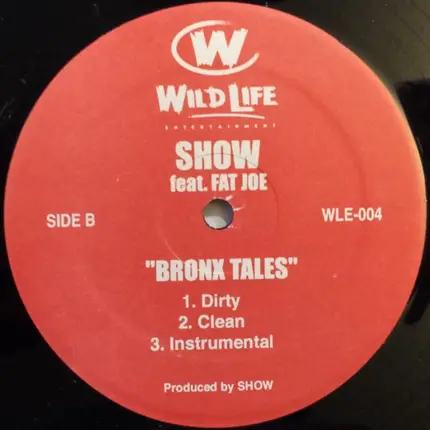 W
WILD LIFE
ENTERTAINMENT
SHOW
feat. FAT JOE
SIDE B
WLE-004
"BRONX TALES"
1. Dirty
2. Clean
3. Instrumental
Produced by SHOW